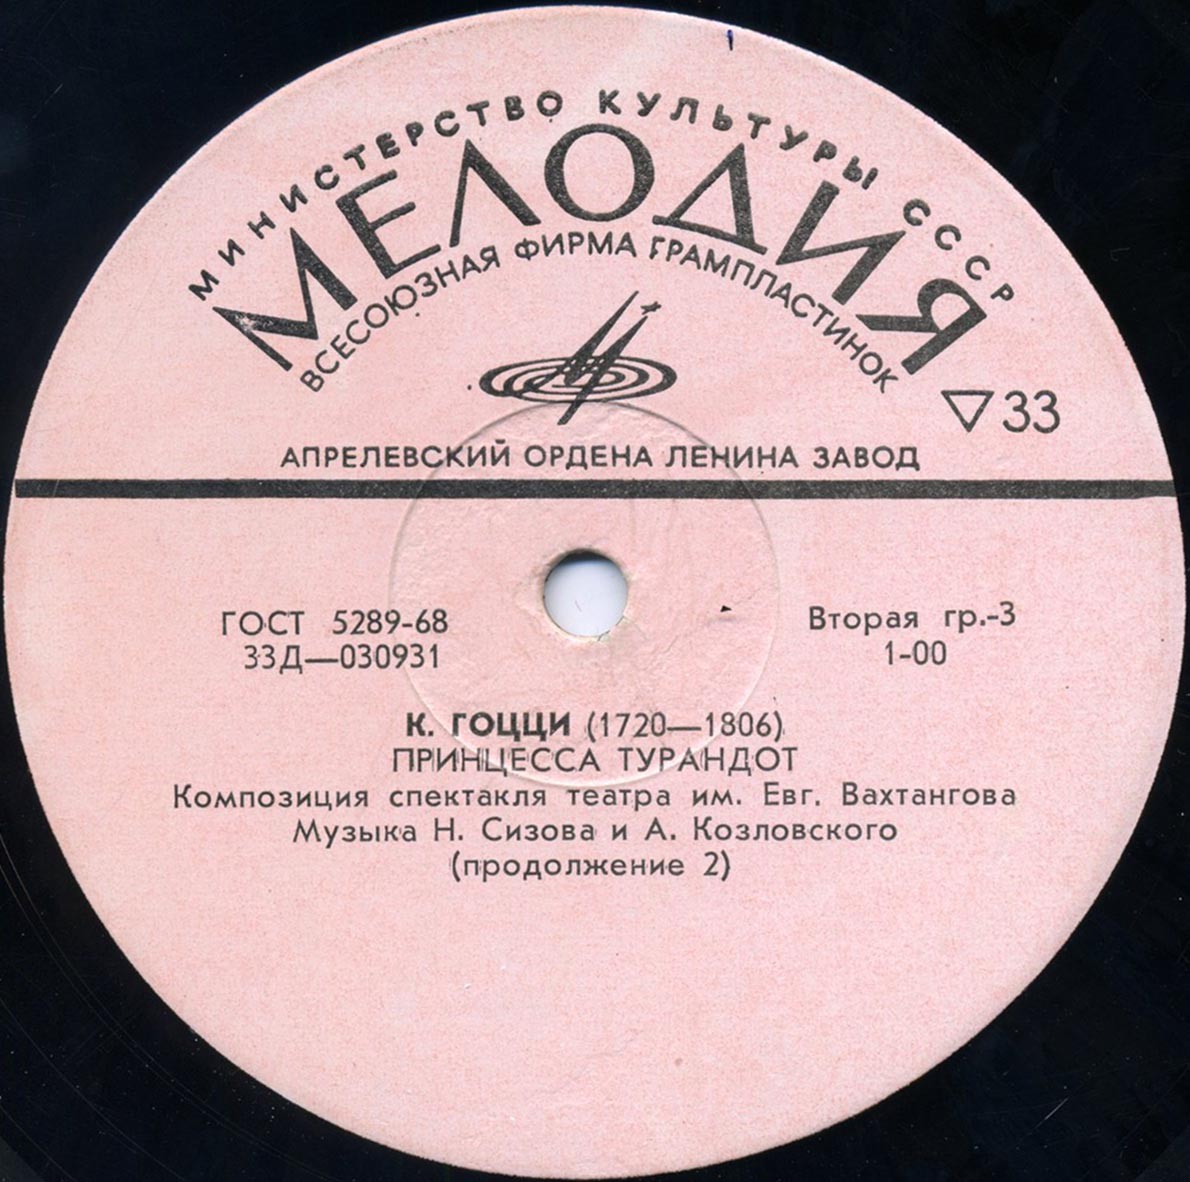 МИНИСТЕРСТВО КУЛЬТУРЫ СССР
МЕЛОДИЯ
ВСЕСОЮЗНАЯ ФИРМА ГРАМПЛАСТИНОК
▽33
АПРЕЛЕВСКИЙ ОРДЕНА ЛЕНИНА ЗАВОД
ГОСТ 5289-68
33Д—030931
Вторая гр.-3
1-00
К. ГОЦЦИ (1720—1806)
ПРИНЦЕССА ТУРАНДОТ
Композиция спектакля театра им. Евг. Вахтангова
Музыка Н. Сизова и А. Козловского
(продолжение 2)